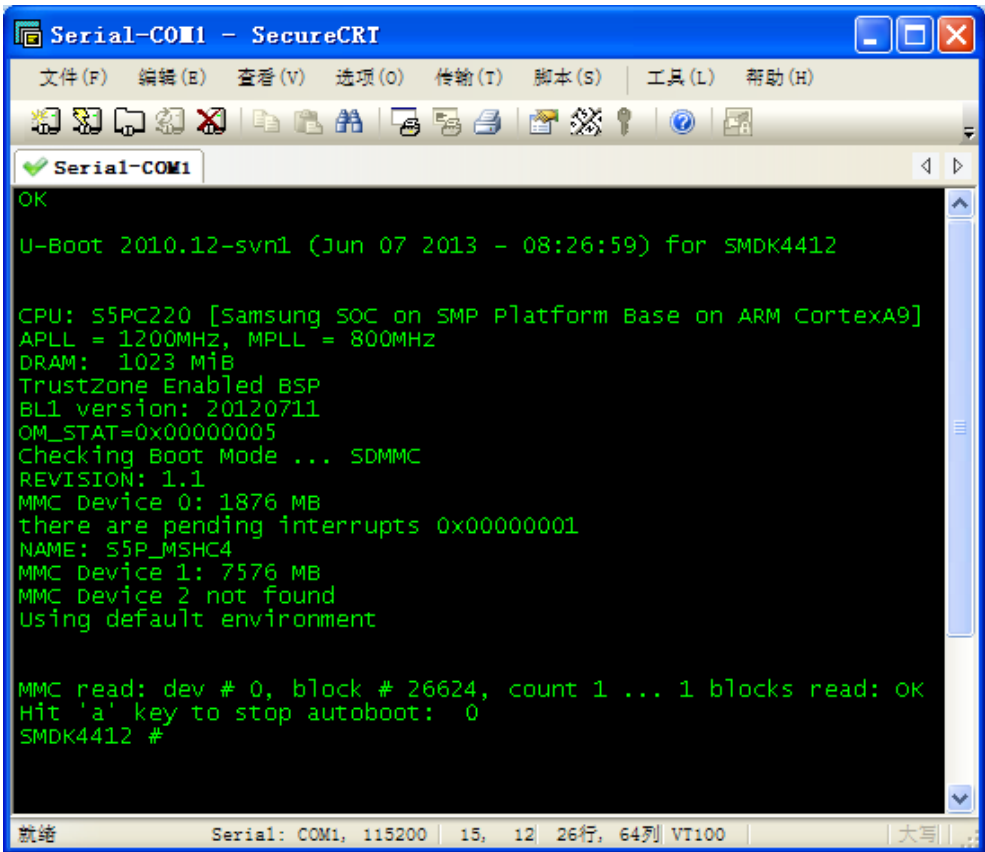 Serial-COM1 - SecureCRT
文件(F) 编辑(E) 查看(V) 选项(O) 传输(T) 脚本(S) 工具(L) 帮助(H)
Serial-COM1
OK
U-Boot 2010.12-svn1 (Jun 07 2013 - 08:26:59) for SMDK4412
CPU: S5PC220 [Samsung SOC on SMP Platform Base on ARM CortexA9]
APLL = 1200MHz, MPLL = 800MHz
DRAM:  1023 MiB
TrustZone Enabled BSP
BL1 version: 20120711
OM_STAT=0x00000005
Checking Boot Mode ... SDMMC
REVISION: 1.1
MMC Device 0: 1876 MB
there are pending interrupts 0x00000001
NAME: S5P_MSHC4
MMC Device 1: 7576 MB
MMC Device 2 not found
Using default environment
MMC read: dev # 0, block # 26624, count 1 ... 1 blocks read: OK
Hit 'a' key to stop autoboot:  0
SMDK4412 #
就绪 Serial: COM1, 115200 15, 12 26行, 64列 VT100 大写